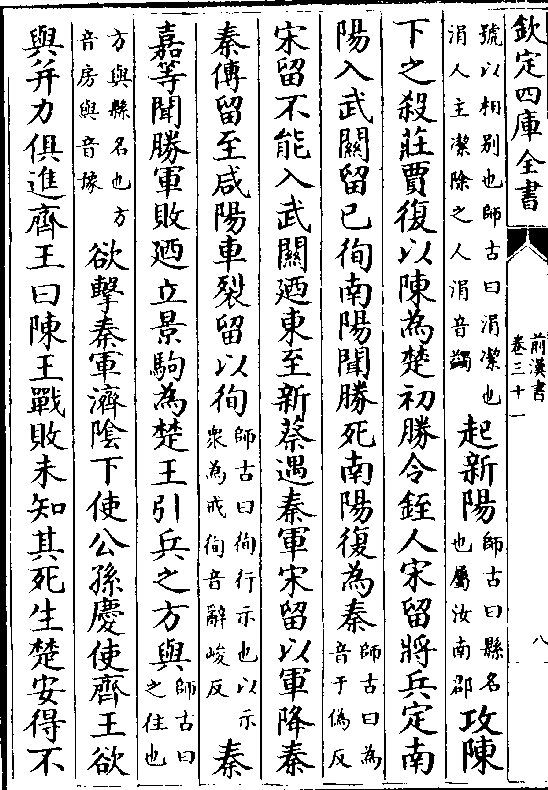 欽定四庫全書
前漢書
卷三十一
八
號以相別也師古曰涓潔也
涓人主潔除之人涓音蠲
起新陽
師古曰縣名
也屬汝南郡
攻陳
下之殺莊賈復以陳為楚初勝令銍人宋留將兵定南
陽入武關留已徇南陽聞勝死南陽復為秦
師古曰為
音于偽反
宋留不能入武關廼東至新蔡遇秦軍宋留以軍降秦
秦傳留至咸陽車裂留以徇
師古曰徇行示也以示
衆為戒徇音辭峻反
秦
嘉等聞勝軍敗廼立景駒為楚王引兵之方與
師古曰
之往也
方與縣名也方
音房與音豫
欲擊秦軍濟陰下使公孫慶使齊王欲
與并力俱進齊王曰陳王戰敗未知其死生楚安得不